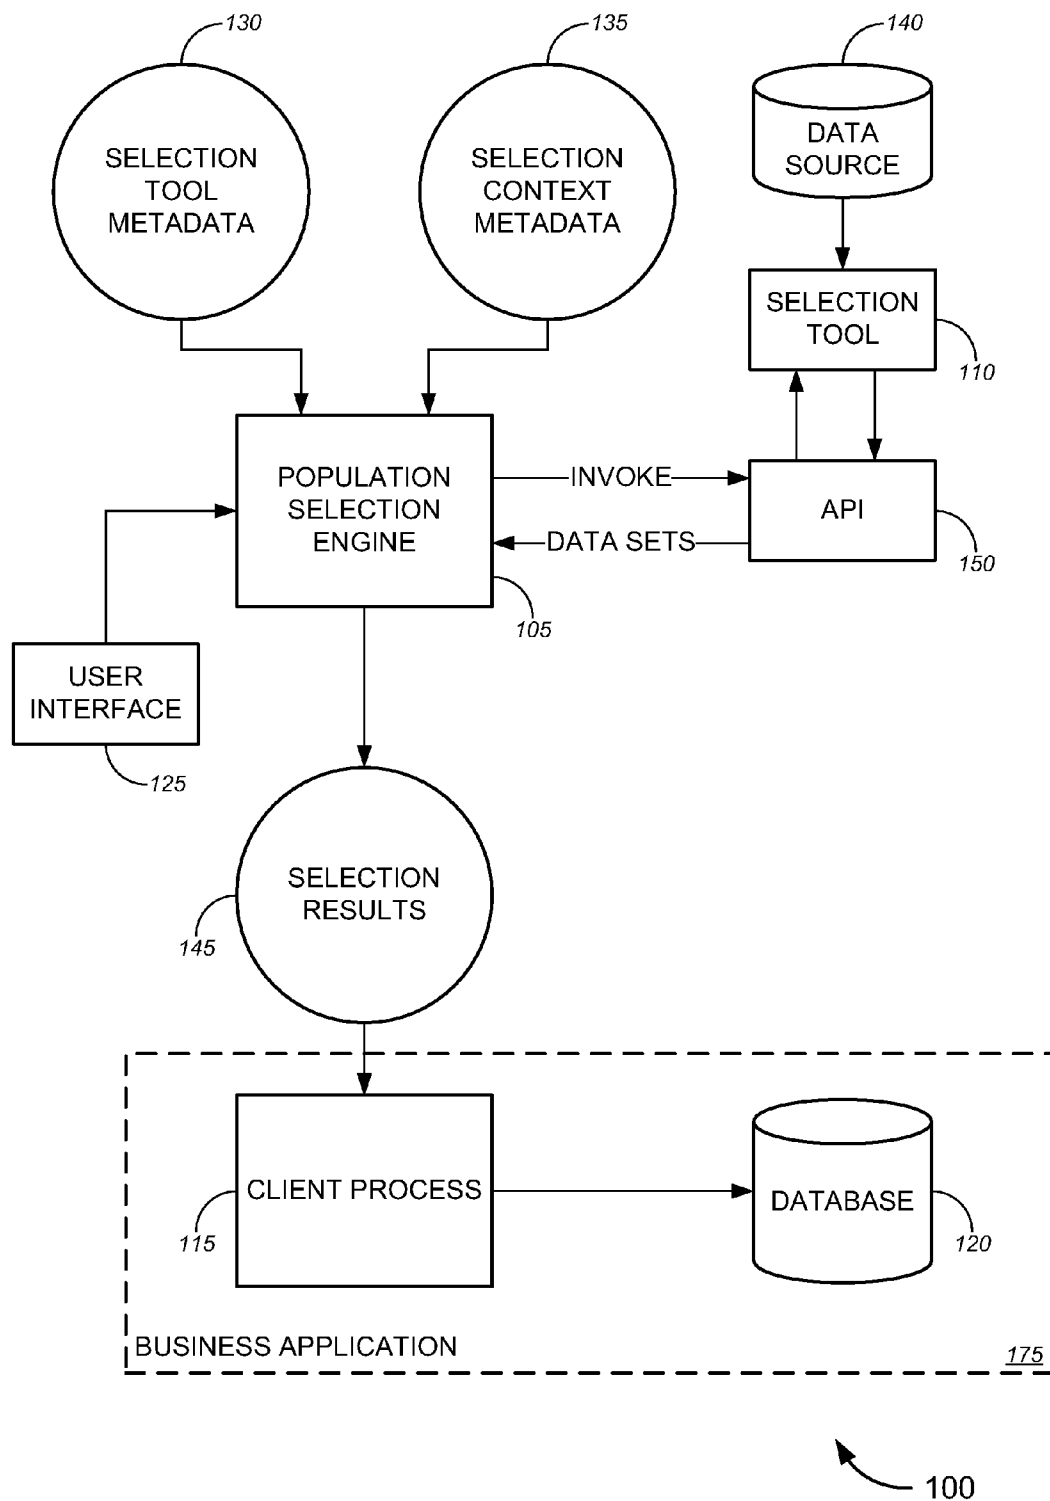 130
135
140
SELECTION
TOOL
METADATA
SELECTION
CONTEXT
METADATA
DATA
SOURCE
SELECTION
TOOL
110
POPULATION
SELECTION
ENGINE
INVOKE
DATA SETS
API
150
105
USER
INTERFACE
125
SELECTION
RESULTS
145
CLIENT PROCESS
115
DATABASE
120
BUSINESS APPLICATION
175
100